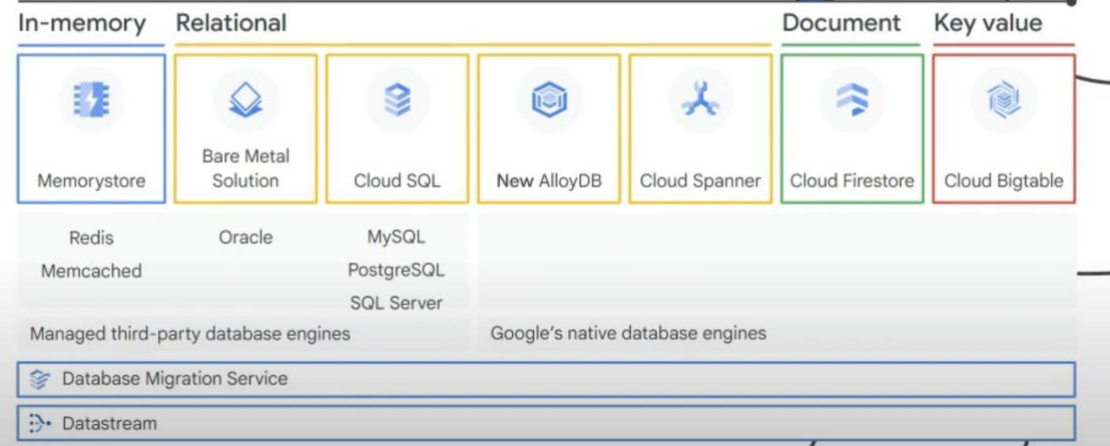 In-memory
Relational
Document
Key value
Memorystore
Bare Metal
Solution
Cloud SQL
New AlloyDB
Cloud Spanner
Cloud Firestore
Cloud Bigtable
Redis
Oracle
MySQL
Memcached
PostgreSQL
SQL Server
Managed third-party database engines
Google's native database engines
Database Migration Service
Datastream